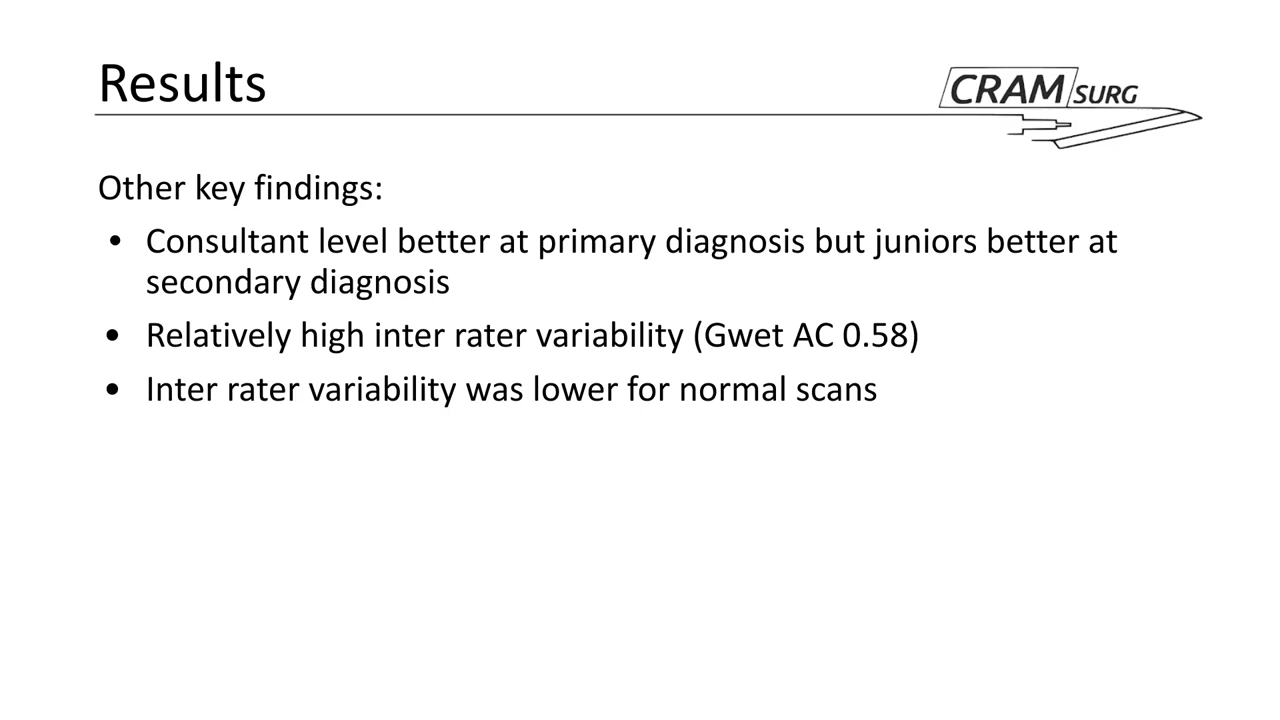 Results
CRAM SURG
Other key findings:
• Consultant level better at primary diagnosis but juniors better at
secondary diagnosis
• Relatively high inter rater variability (Gwet AC 0.58)
• Inter rater variability was lower for normal scans